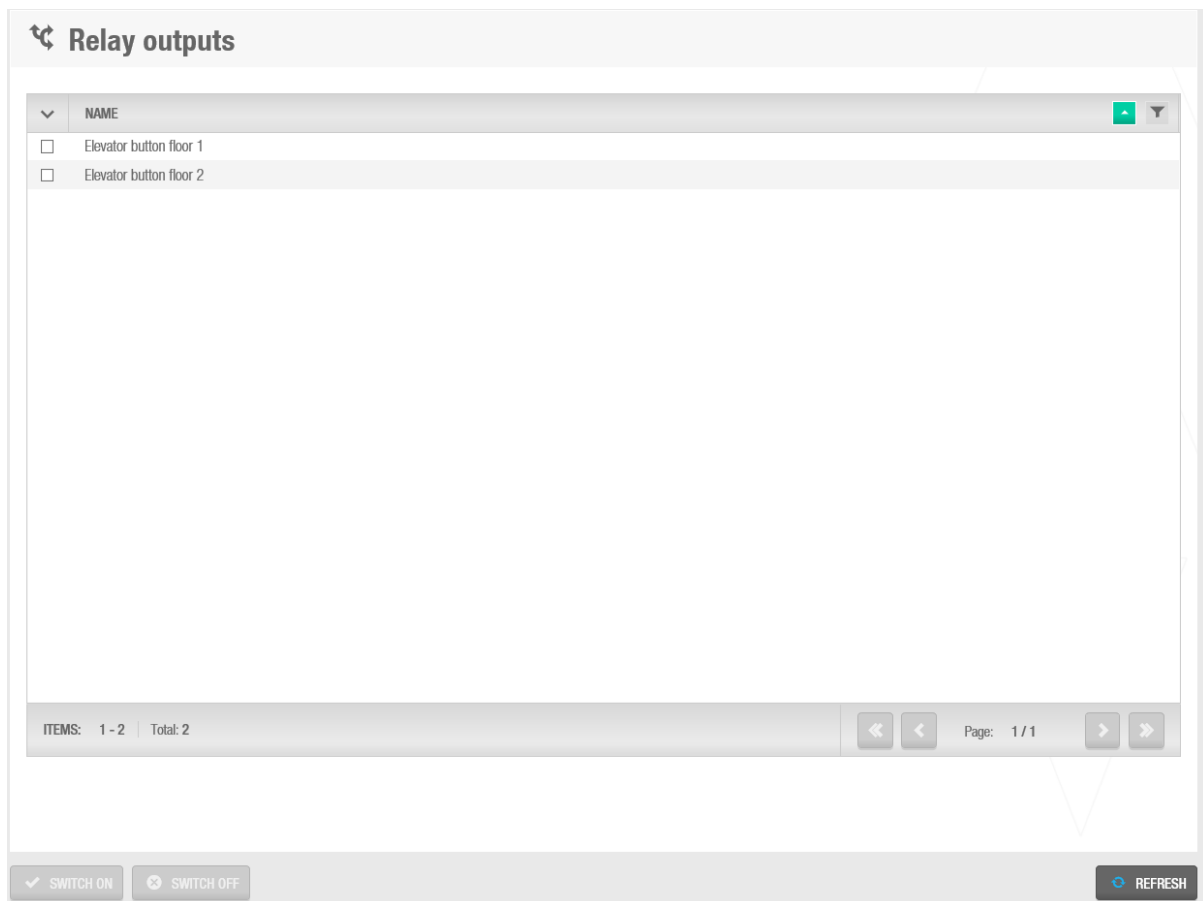 Relay outputs
NAME
Elevator button floor 1
Elevator button floor 2
ITEMS: 1 - 2 Total: 2 Page: 1 / 1
SWITCH ON SWITCH OFF REFRESH